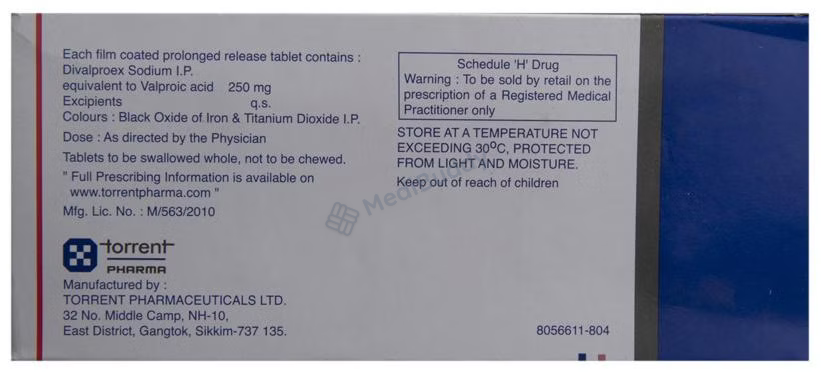 Each film coated prolonged release tablet contains :
Divalproex Sodium I.P.
equivalent to Valproic acid 250 mg
Excipients q.s.
Colours : Black Oxide of Iron & Titanium Dioxide I.P.
Dose : As directed by the Physician
Tablets to be swallowed whole, not to be chewed.
" Full Prescribing Information is available on
www.torrentpharma.com "
Mfg. Lic. No. : M/563/2010
torrent
PHARMA
Manufactured by :
TORRENT PHARMACEUTICALS LTD.
32 No. Middle Camp, NH-10,
East District, Gangtok, Sikkim-737 135.
Schedule 'H' Drug
Warning : To be sold by retail on the
prescription of a Registered Medical
Practitioner only
STORE AT A TEMPERATURE NOT
EXCEEDING 30ºC, PROTECTED
FROM LIGHT AND MOISTURE.
Keep out of reach of children
MediBuddy
8056611-804